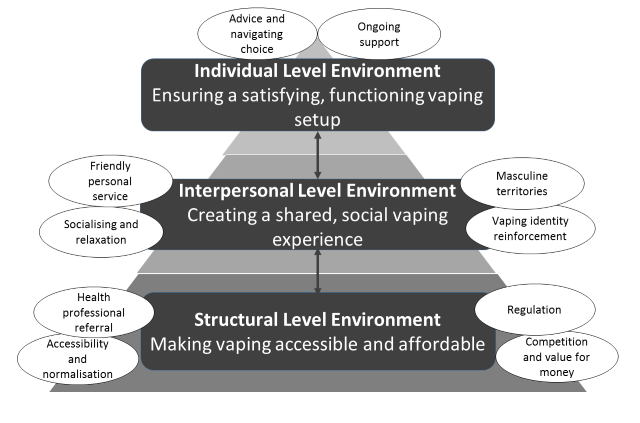 Advice and
navigating
choice
Ongoing
support
Individual Level Environment
Ensuring a satisfying, functioning vaping
setup
Friendly
personal
service
Socialising and
relaxation
Interpersonal Level Environment
Creating a shared, social vaping
experience
Masculine
territories
Vaping identity
reinforcement
Health
professional
referral
Accessibility
and
normalisation
Structural Level Environment
Making vaping accessible and affordable
Regulation
Competition
and value for
money